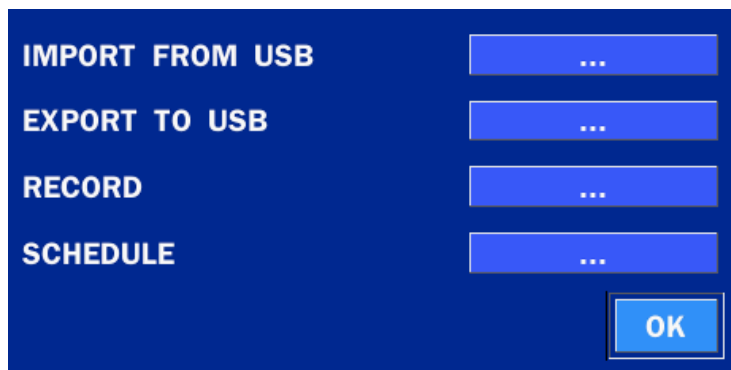 IMPORT FROM USB ...
EXPORT TO USB ...
RECORD ...
SCHEDULE ...
OK